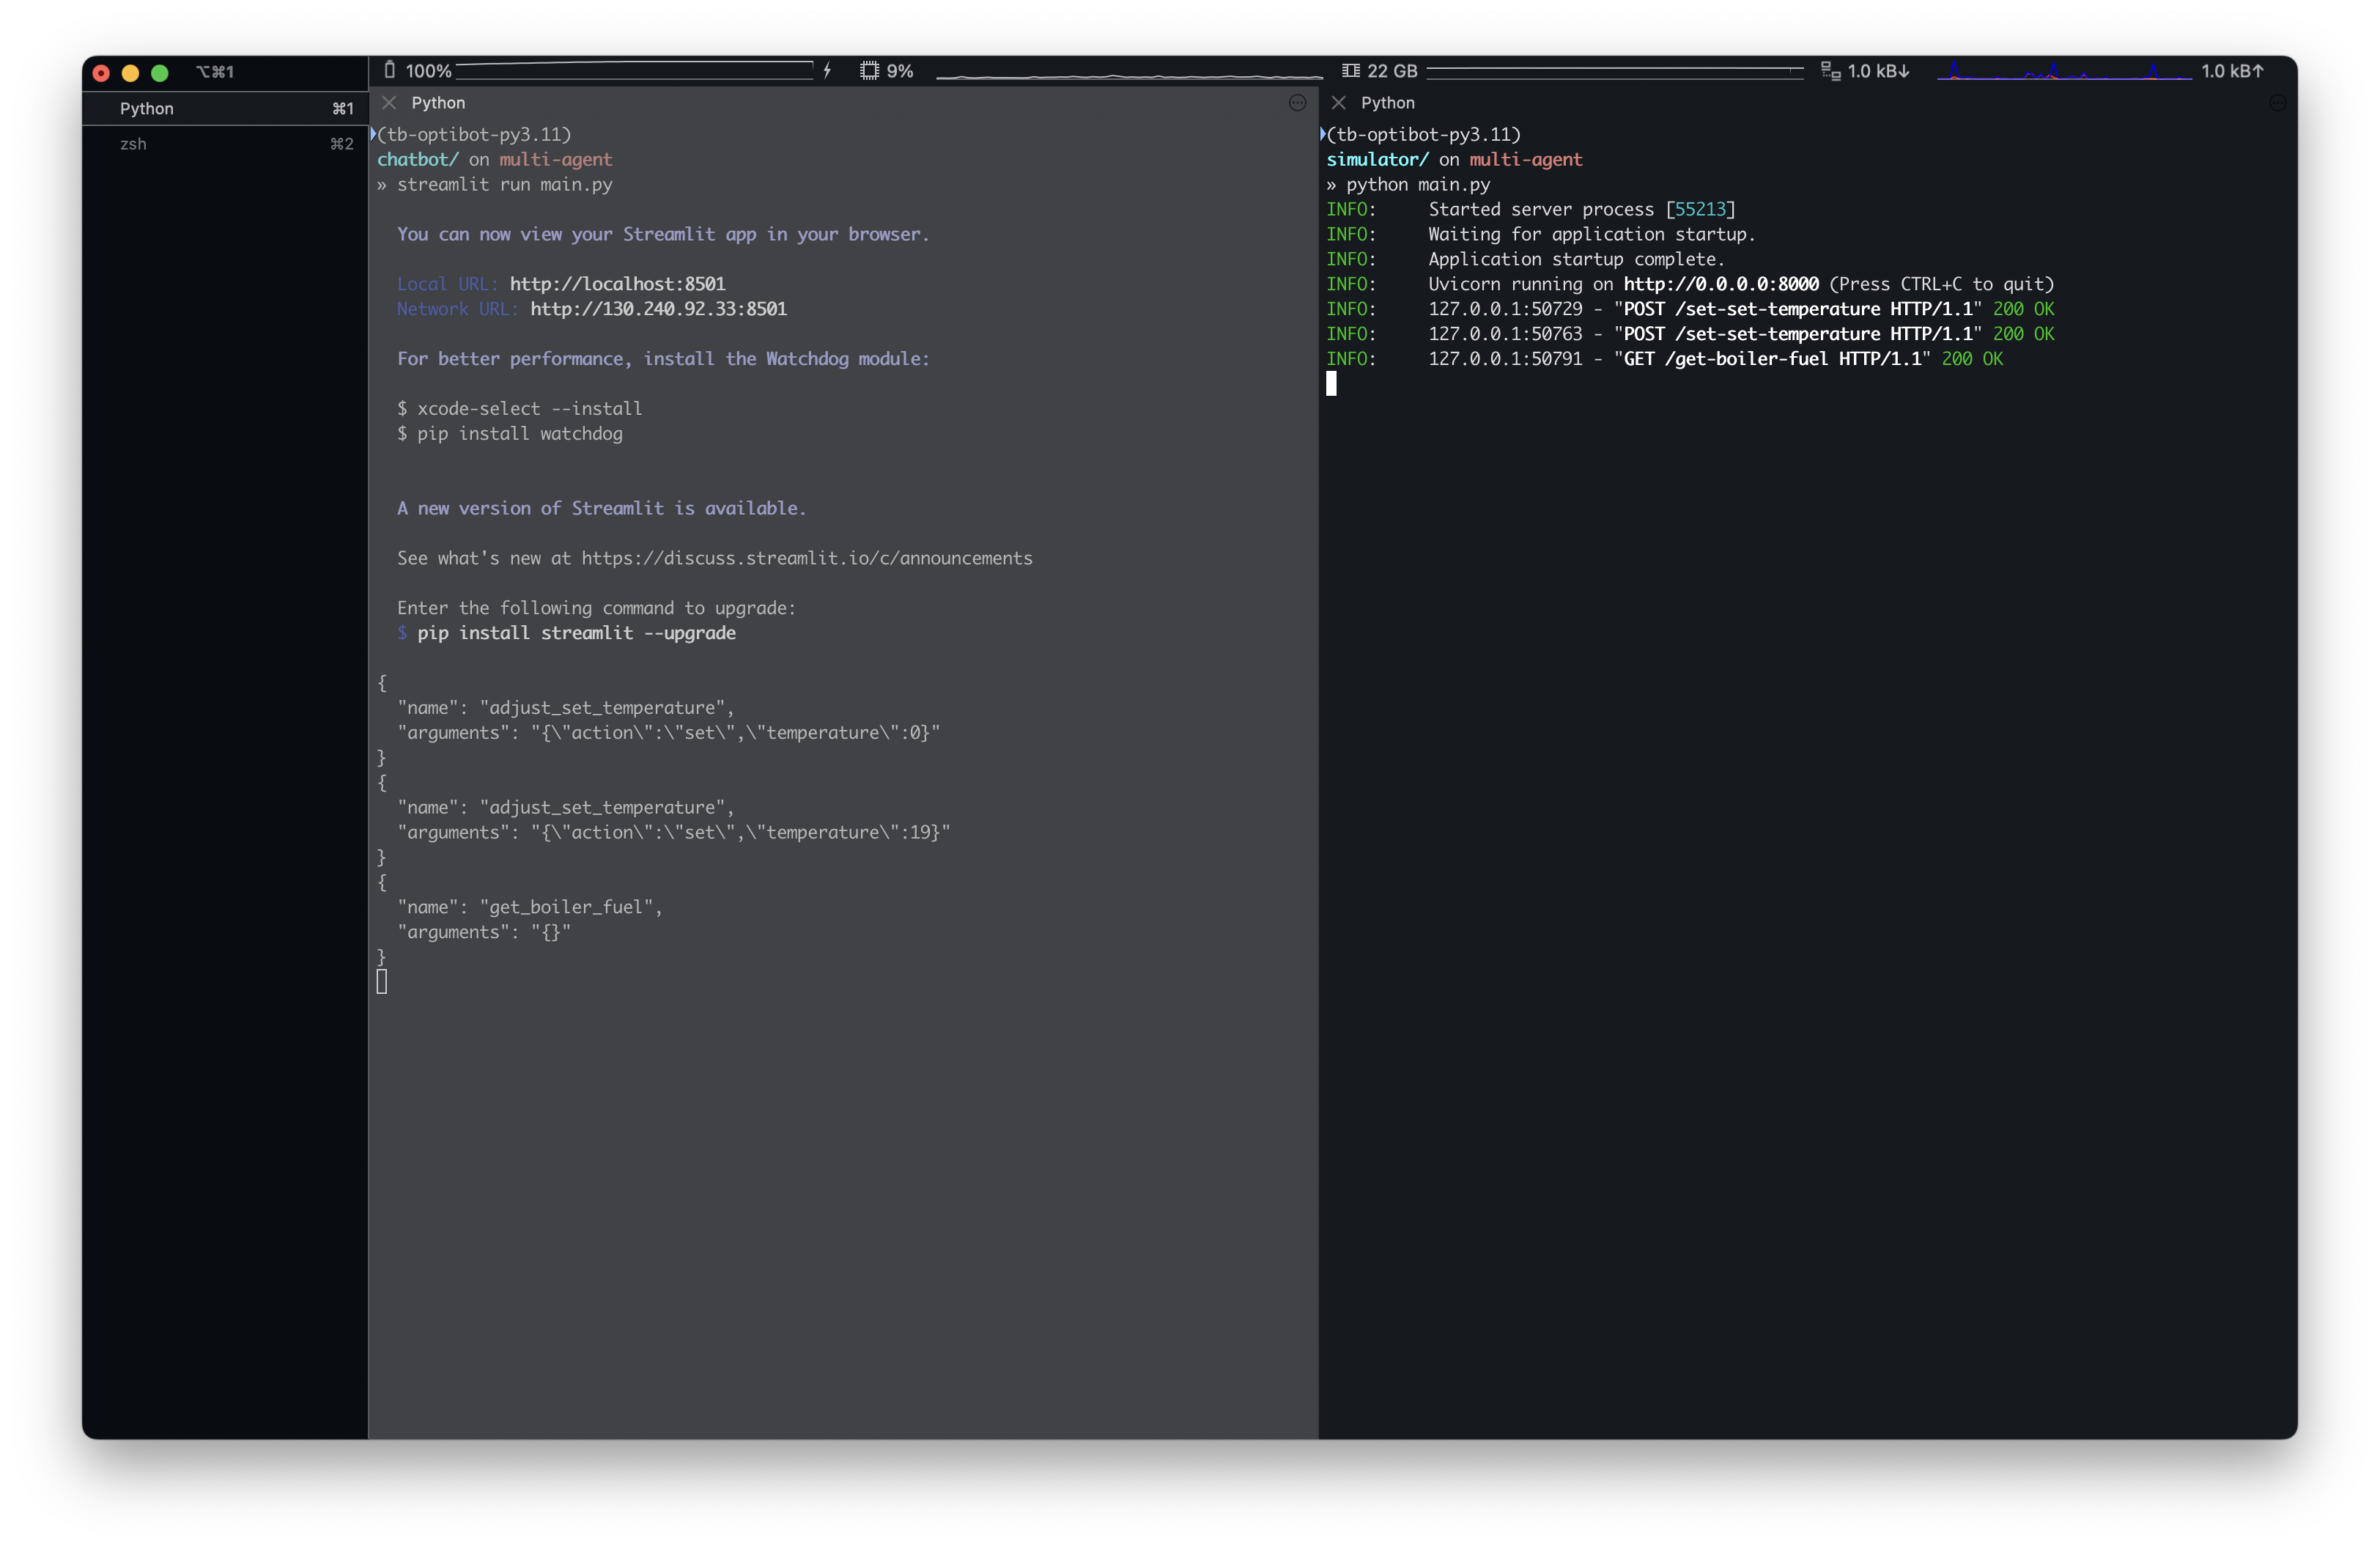 ⌥⌘1
100% 9% 22 GB 1.0 kB↓ 1.0 kB↑
Python ⌘1
zsh ⌘2
Python
(tb-optibot-py3.11)
chatbot/ on multi-agent
» streamlit run main.py
You can now view your Streamlit app in your browser.
Local URL: http://localhost:8501
Network URL: http://130.240.92.33:8501
For better performance, install the Watchdog module:
$ xcode-select --install
$ pip install watchdog
A new version of Streamlit is available.
See what's new at https://discuss.streamlit.io/c/announcements
Enter the following command to upgrade:
$ pip install streamlit --upgrade
{
"name": "adjust_set_temperature",
"arguments": "{\"action\":\"set\",\"temperature\":0}"
}
{
"name": "adjust_set_temperature",
"arguments": "{\"action\":\"set\",\"temperature\":19}"
}
{
"name": "get_boiler_fuel",
"arguments": "{}"
}
Python
(tb-optibot-py3.11)
simulator/ on multi-agent
» python main.py
INFO: Started server process [55213]
INFO: Waiting for application startup.
INFO: Application startup complete.
INFO: Uvicorn running on http://0.0.0.0:8000 (Press CTRL+C to quit)
INFO: 127.0.0.1:50729 - "POST /set-set-temperature HTTP/1.1" 200 OK
INFO: 127.0.0.1:50763 - "POST /set-set-temperature HTTP/1.1" 200 OK
INFO: 127.0.0.1:50791 - "GET /get-boiler-fuel HTTP/1.1" 200 OK